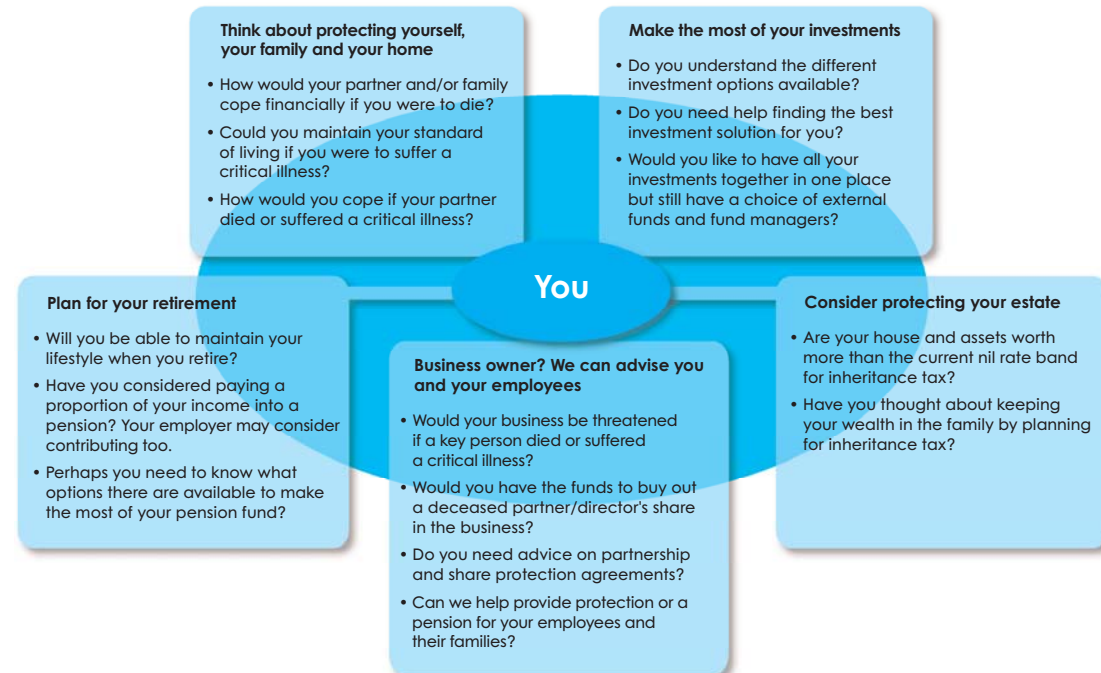 Think about protecting yourself,
your family and your home
• How would your partner and/or family
cope financially if you were to die?
• Could you maintain your standard
of living if you were to suffer a
critical illness?
• How would you cope if your partner
died or suffered a critical illness?
Make the most of your investments
• Do you understand the different
investment options available?
• Do you need help finding the best
investment solution for you?
• Would you like to have all your
investments together in one place
but still have a choice of external
funds and fund managers?
You
Plan for your retirement
• Will you be able to maintain your
lifestyle when you retire?
• Have you considered paying a
proportion of your income into a
pension? Your employer may consider
contributing too.
• Perhaps you need to know what
options there are available to make
the most of your pension fund?
Business owner? We can advise you
and your employees
• Would your business be threatened
if a key person died or suffered
a critical illness?
• Would you have the funds to buy out
a deceased partner/director's share
in the business?
• Do you need advice on partnership
and share protection agreements?
• Can we help provide protection or a
pension for your employees and
their families?
Consider protecting your estate
• Are your house and assets worth
more than the current nil rate band
for inheritance tax?
• Have you thought about keeping
your wealth in the family by planning
for inheritance tax?